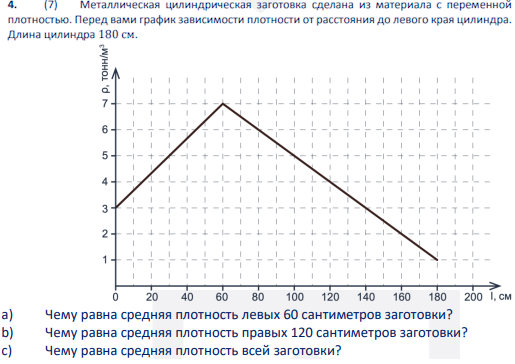 4. (7) Металлическая цилиндрическая заготовка сделана из материала с переменной
плотностью. Перед вами график зависимости плотности от расстояния до левого края цилиндра.
Длина цилиндра 180 см.
ρ, тонн/м³
7
6
5
4
3
2
1
0 20 40 60 80 100 120 140 160 180 200 l, см
a) Чему равна средняя плотность левых 60 сантиметров заготовки?
b) Чему равна средняя плотность правых 120 сантиметров заготовки?
c) Чему равна средняя плотность всей заготовки?